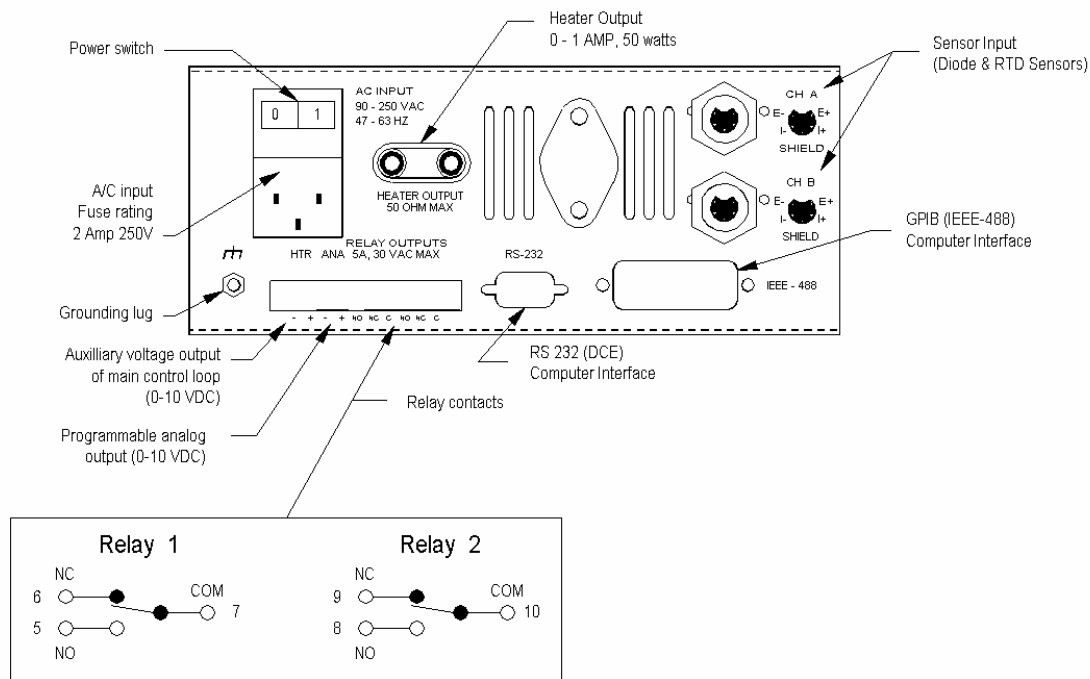 Heater Output
0 - 1 AMP, 50 watts
Power switch
Sensor Input
(Diode & RTD Sensors)
AC INPUT
90 - 250 VAC
47 - 63 HZ
0 1
CH A
E- E+
I- I+
SHIELD
A/C input
Fuse rating
2 Amp 250V
HEATER OUTPUT
50 OHM MAX
CH B
E- E+
I- I+
SHIELD
GPIB (IEEE-488)
Computer Interface
RELAY OUTPUTS
HTR ANA 5A, 30 VAC MAX
RS-232
IEEE - 488
Grounding lug
- + - + NO NC C NO NC C
Auxilliary voltage output
of main control loop
(0-10 VDC)
RS 232 (DCE)
Computer Interface
Relay contacts
Programmable analog
output (0-10 VDC)
Relay 1
NC
6
COM
7
5
NO
Relay 2
NC
9
COM
10
8
NO